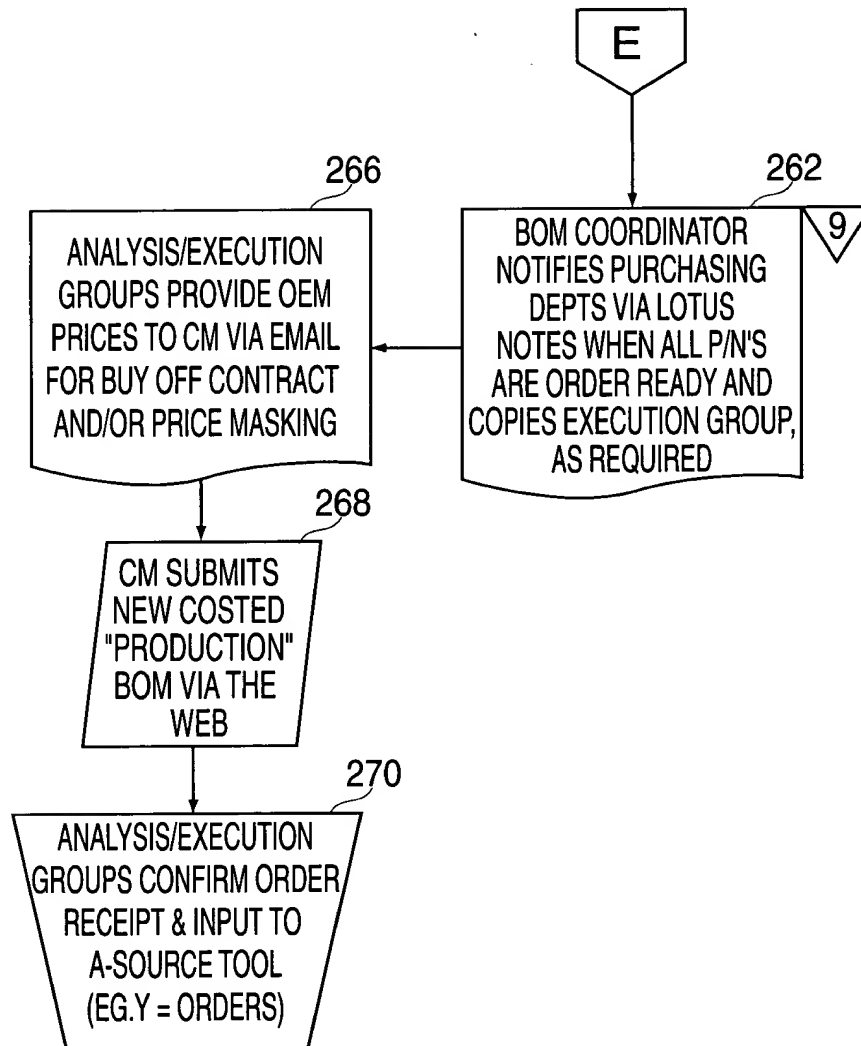 E
262
9
BOM COORDINATOR
NOTIFIES PURCHASING
DEPTS VIA LOTUS
NOTES WHEN ALL P/N'S
ARE ORDER READY AND
COPIES EXECUTION GROUP,
AS REQUIRED
266
ANALYSIS/EXECUTION
GROUPS PROVIDE OEM
PRICES TO CM VIA EMAIL
FOR BUY OFF CONTRACT
AND/OR PRICE MASKING
268
CM SUBMITS
NEW COSTED
"PRODUCTION"
BOM VIA THE
WEB
270
ANALYSIS/EXECUTION
GROUPS CONFIRM ORDER
RECEIPT & INPUT TO
A-SOURCE TOOL
(EG.Y = ORDERS)